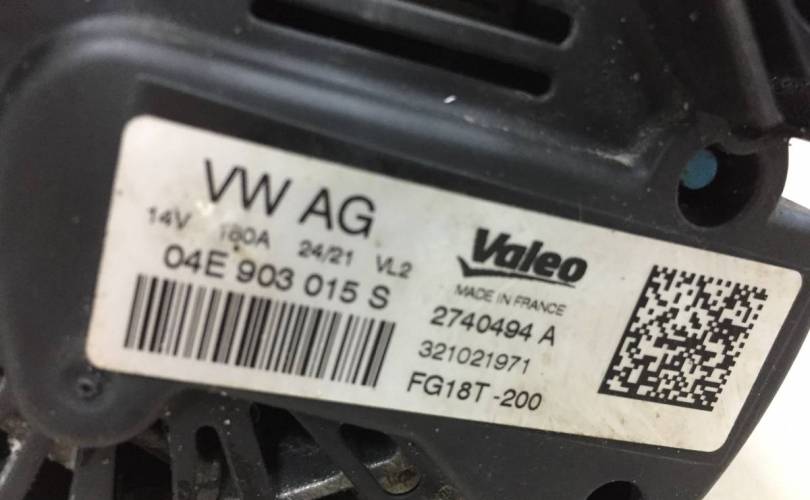 VW AG
14V 180A 24/21 VL2
04E 903 015 S
Valeo
MADE IN FRANCE
2740494 A
321021971
FG18T-200